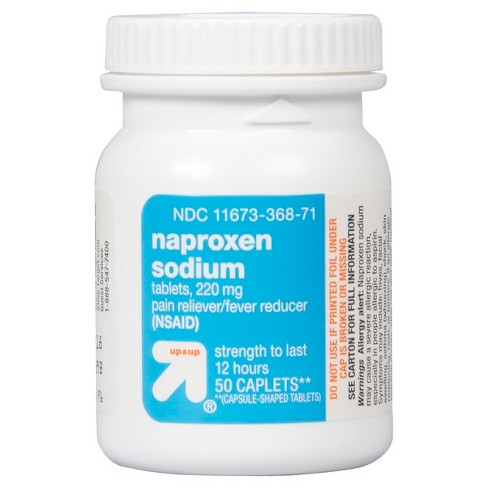 NDC 11673-368-71
naproxen
sodium
tablets, 220 mg
pain reliever/fever reducer
(NSAID)
up&up
strength to last
12 hours
50 CAPLETS**
**(CAPSULE-SHAPED TABLETS)
®
DO NOT USE IF PRINTED FOIL UNDER
CAP IS BROKEN OR MISSING
SEE CARTON FOR FULL INFORMATION
Warnings Allergy alert: Naproxen sodium
may cause a severe allergic reaction,
especially in people allergic to aspirin.
Symptoms may include: hives, facial
1-888-547-7400